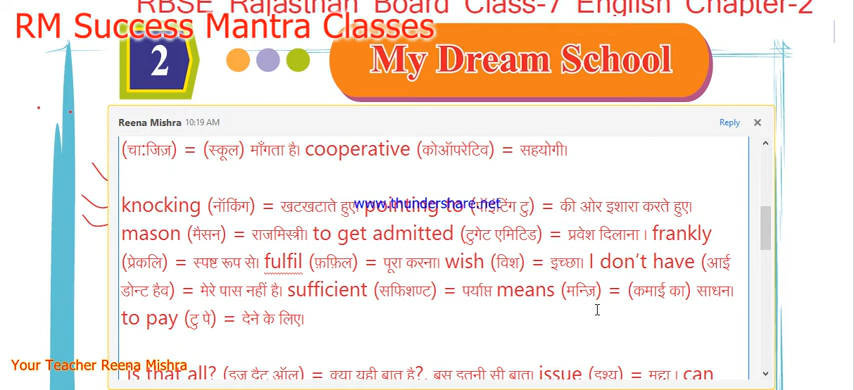 RBSE Rajasthan Board Class-7 English Chapter-2
RM Success Mantra Classes
2
My Dream School
Reena Mishra 10:19 AM
Reply
(चा:जिज़) = (स्कूल) माँगता है। cooperative (कोऑपरेटिव) = सहयोगी।
knocking (नॉकिंग) = खटखटाते हुए। pointing to (पॉइंटिंग टु) = की ओर इशारा करते हुए।
www.thundershare.net
mason (मैसन) = राजमिस्त्री। to get admitted (टुगेट एमिटिड) = प्रवेश दिलाना । frankly
(प्रेंकलि) = स्पष्ट रूप से। fulfil (फ़फ़िल) = पूरा करना। wish (विश) = इच्छा। I don't have (आई
डोन्ट हैव) = मेरे पास नहीं है। sufficient (सफिशण्ट) = पर्याप्त means (मन्ज़ि) = (कमाई का) साधन।
to pay (टु पे) = देने के लिए।
Your Teacher Reena Mishra
is that all? (इज़ दैट ऑल) = क्या यही बात है?, बस इतनी सी बात। issue (इश्य) = मुद्दा। can